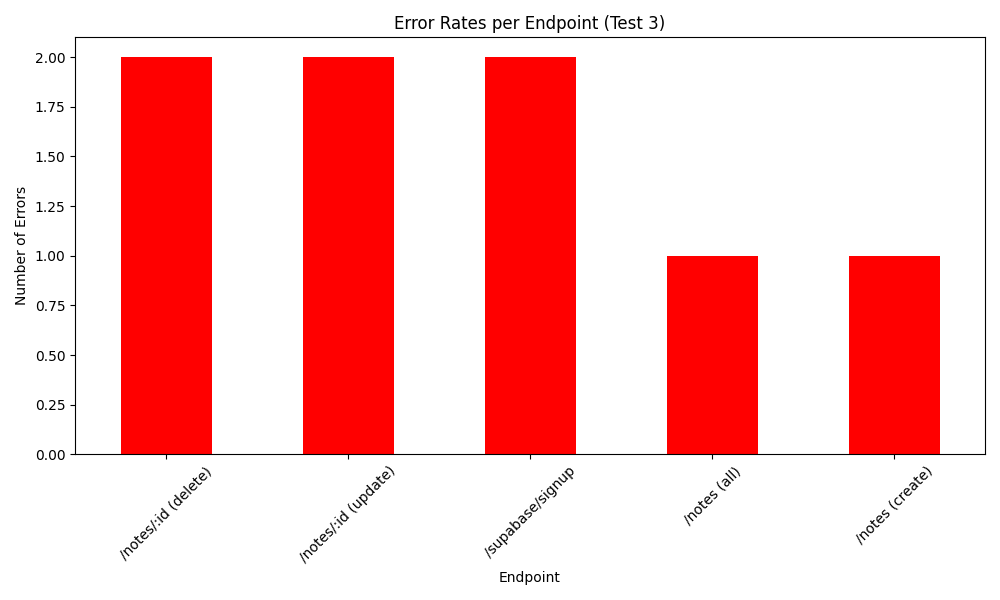 Error Rates per Endpoint (Test 3)
Number of Errors
2.00
1.75
1.50
1.25
1.00
0.75
0.50
0.25
0.00
/notes/:id (delete)
/notes/:id (update)
/supabase/signup
/notes (all)
/notes (create)
Endpoint